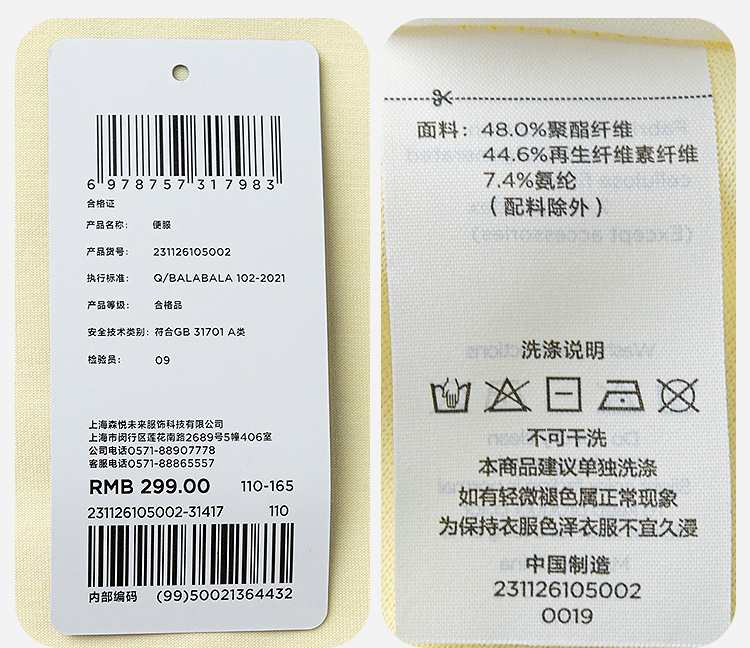 6 978757 317983
合格证
产品名称: 便服
产品货号: 231126105002
执行标准: Q/BALABALA 102-2021
产品等级: 合格品
安全技术类别: 符合GB 31701 A类
检验员: 09
上海森悦未来服饰科技有限公司
上海市闵行区莲花南路2689号5幢406室
公司电话0571-88907778
客服电话0571-88865557
RMB 299.00 110-165
231126105002-31417 110
内部编码 (99)50021364432
面料: 48.0%聚酯纤维
44.6%再生纤维素纤维
7.4%氨纶
(配料除外)
洗涤说明
不可干洗
本商品建议单独洗涤
如有轻微褪色属正常现象
为保持衣服色泽衣服不宜久浸
中国制造
231126105002
0019